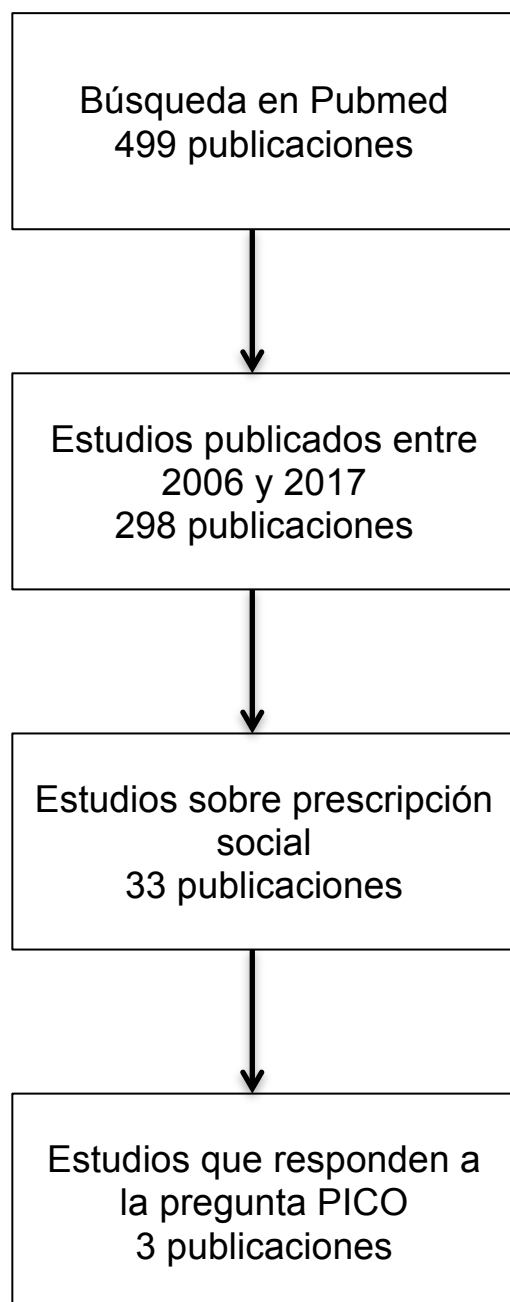 Búsqueda en Pubmed
499 publicaciones
Estudios publicados entre
2006 y 2017
298 publicaciones
Estudios sobre prescripción
social
33 publicaciones
Estudios que responden a
la pregunta PICO
3 publicaciones